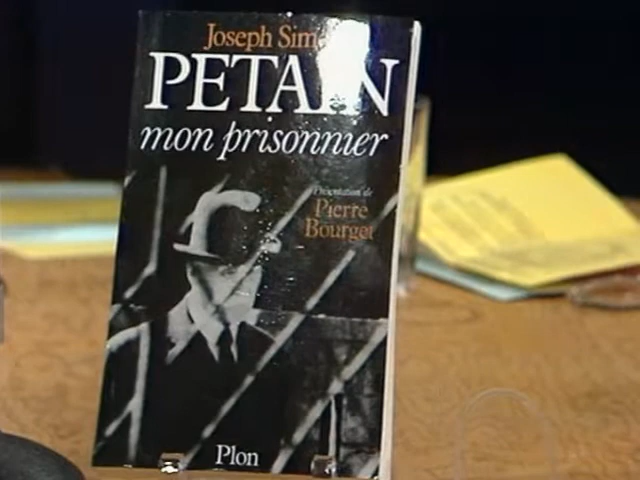 Joseph
PETAIN
mon prisonnier
Présentation de
Pierre
Bourget
Plon